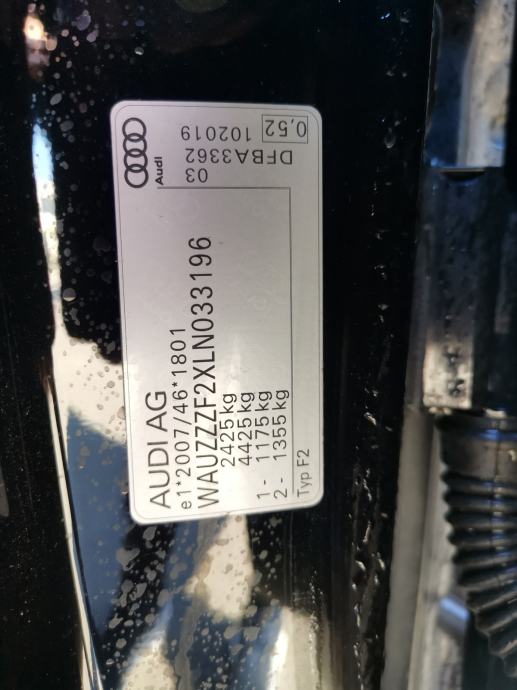 AUDI AG
e1*2007/46*1801
WAUZZZF2XLN033196
2425kg
4425kg
1- 1175kg
2- 1355kg
Typ F2
Audi
03
DFBA3362
102019
0,52